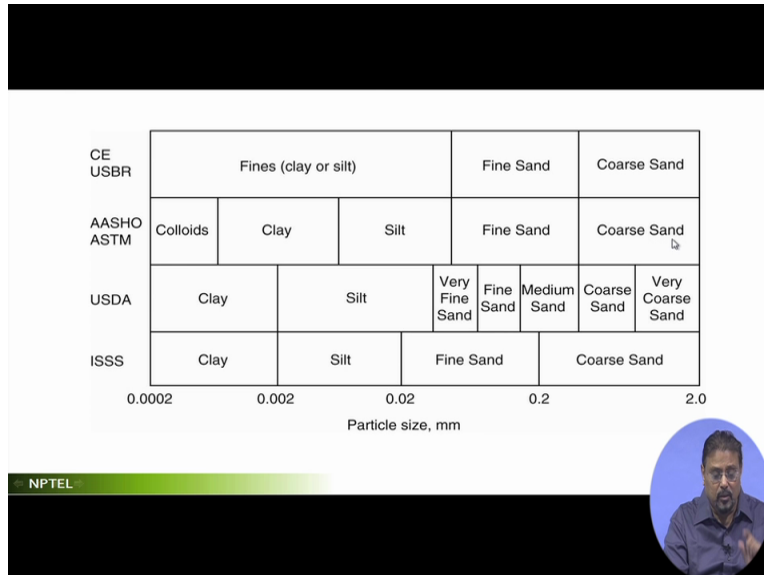 CE
USBR
Fines (clay or silt)
Fine Sand
Coarse Sand
AASHO
ASTM
Colloids
Clay
Silt
Fine Sand
Coarse Sand
USDA
Clay
Silt
Very
Fine
Sand
Fine
Sand
Medium
Sand
Coarse
Sand
Very
Coarse
Sand
ISSS
Clay
Silt
Fine Sand
Coarse Sand
0.0002
0.002
0.02
0.2
2.0
Particle size, mm
NPTEL